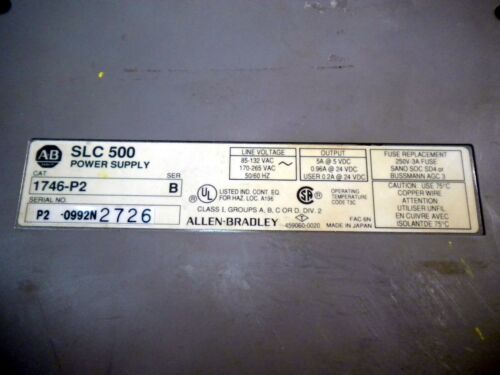 AB
SLC 500
POWER SUPPLY
CAT
SER
1746-P2
B
SERIAL NO.
P2 -0992N2726
LINE VOLTAGE
85-132 VAC
170-265 VAC
50/60 HZ
OUTPUT
5A @ 5 VDC
0.96A @ 24 VDC
USER 0.2A @ 24 VDC
FUSE REPLACEMENT
250V-3A FUSE
SANO SOC SD4 or
BUSSMANN AGC 3
UL
LISTED IND. CONT. EQ.
FOR HAZ. LOC. A196
SA
OPERATING
TEMPERATURE
CODE T3C
CLASS I, GROUPS A, B, C OR D, DIV. 2
ALLEN-BRADLEY
FAC 6N
459060-0020
MADE IN JAPAN
CAUTION: USE 75°C
COPPER WIRE
ATTENTION
UTILISER UNFIL
EN CUIVRE AVEC
ISOLANTDE 75°C